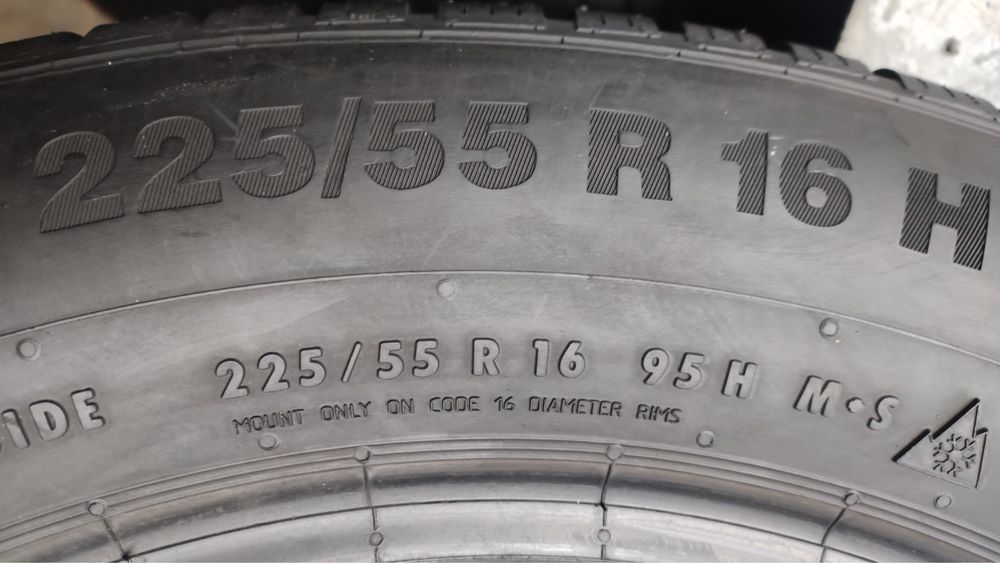 225/55 R 16 H
IDE 225/55 R 16 95 H M•S
MOUNT ONLY ON CODE 16 DIAMETER RIMS